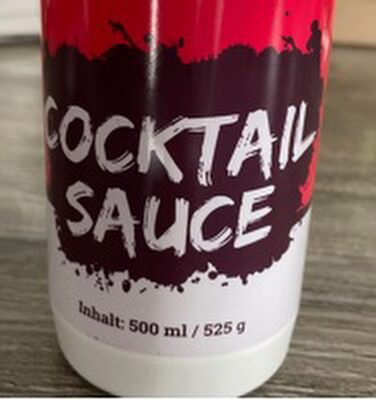 COCKTAIL
SAUCE
Inhalt: 500 ml / 525 g